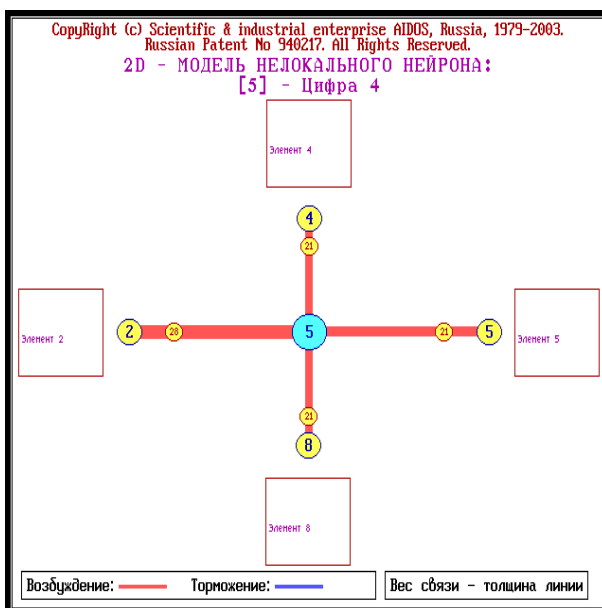 CopyRight (c) Scientific & industrial enterprise AIDOS, Russia, 1979-2003.
Russian Patent No 940217. All Rights Reserved.
2D - МОДЕЛЬ НЕЛОКАЛЬНОГО НЕЙРОНА:
[5] - Цифра 4
Элемент 4
4
21
Элемент 2
2
28
5
21
5
Элемент 5
21
8
Элемент 8
Возбуждение:
Торможение:
Вес связи - толщина линии